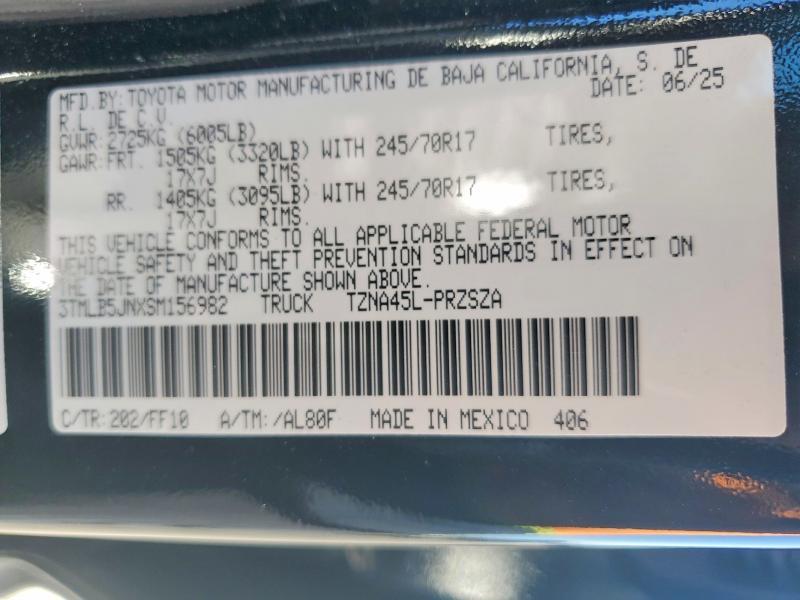 MFD.BY: TOYOTA MOTOR MANUFACTURING DE BAJA CALIFORNIA, S. DE
R.L. DE C.V. DATE: 06/25
GVWR: 2725KG (6005LB)
GAWR: FRT. 1505KG (3320LB) WITH 245/70R17 TIRES,
17X7J RIMS.
RR. 1405KG (3095LB) WITH 245/70R17 TIRES,
17X7J RIMS.
THIS VEHICLE CONFORMS TO ALL APPLICABLE FEDERAL MOTOR
VEHICLE SAFETY AND THEFT PREVENTION STANDARDS IN EFFECT ON
THE DATE OF MANUFACTURE SHOWN ABOVE.
3TMLB5JNXSM156982 TRUCK TZNA45L-PRZSZA
C/TR: 202/FF10 A/TM: /AL80F MADE IN MEXICO 406